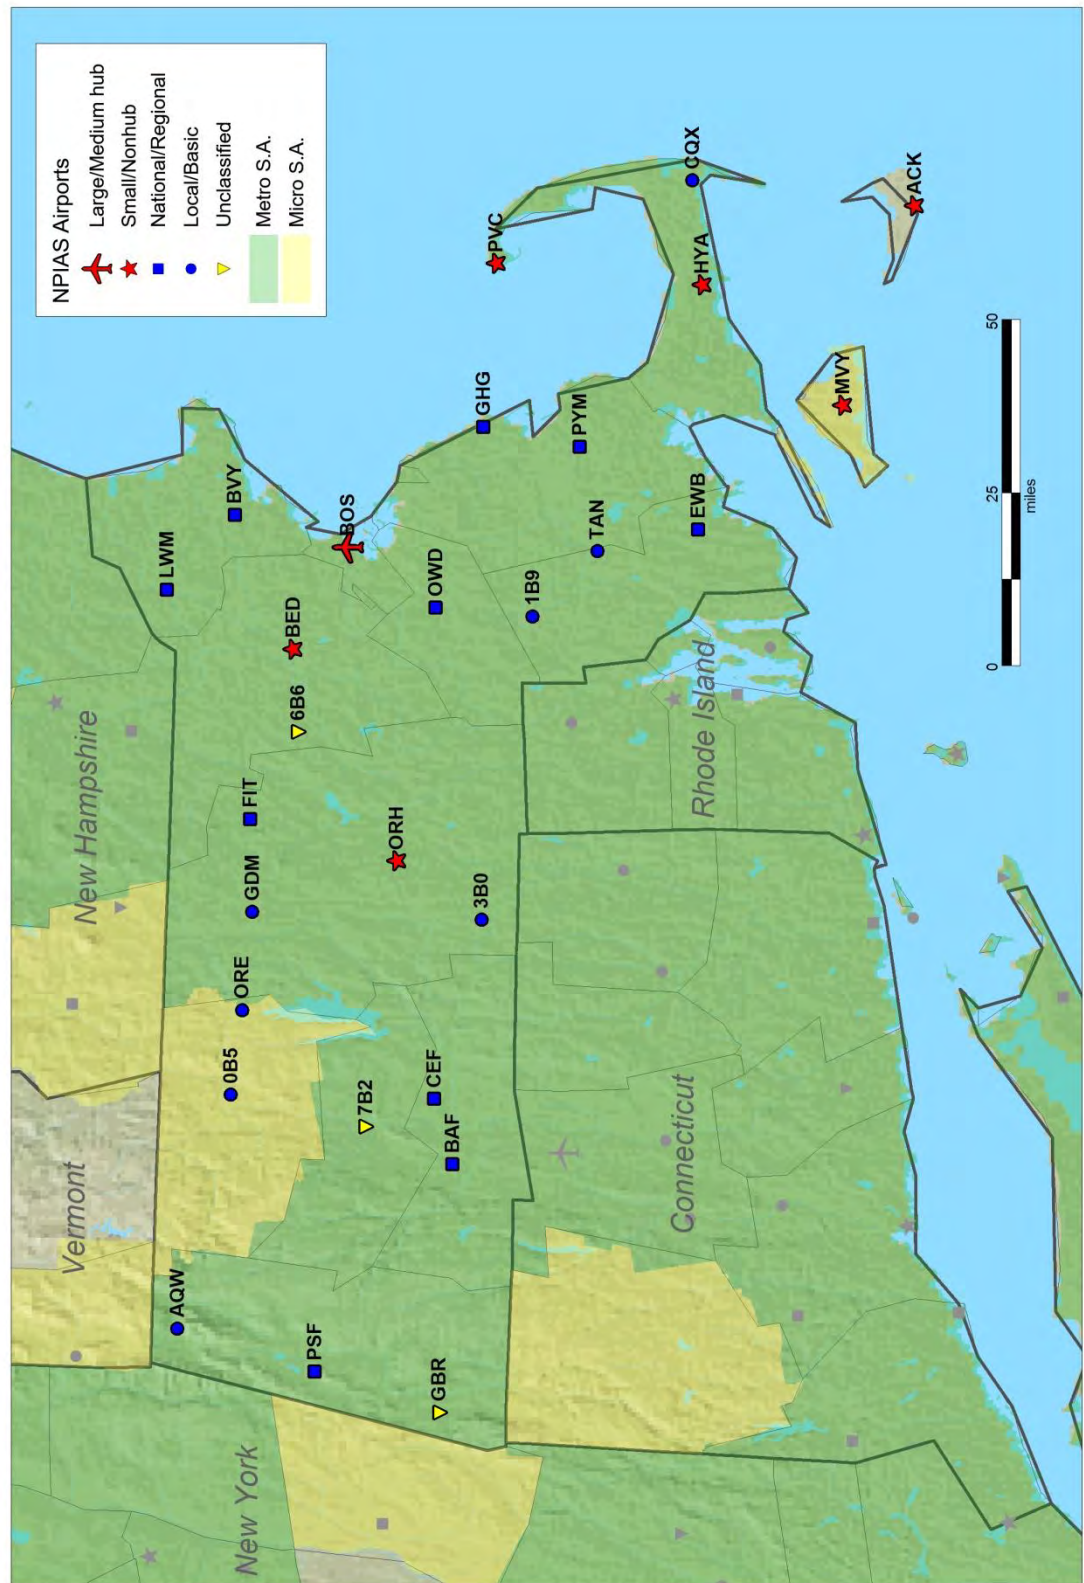 NPIAS Airports
Large/Medium hub
Small/Nonhub
National/Regional
Local/Basic
Unclassified
Metro S.A.
Micro S.A.
New York
Vermont
New Hampshire
AQW
PSF
GBR
0B5
ORE
7B2
CEF
BAF
GDM
FIT
ORH
3B0
6B6
BED
LWM
BVY
BOS
OWD
1B9
TAN
GHG
PYM
EWB
PVC
HYA
CQX
MVY
ACK
Connecticut
Rhode Island
0
25
50
miles